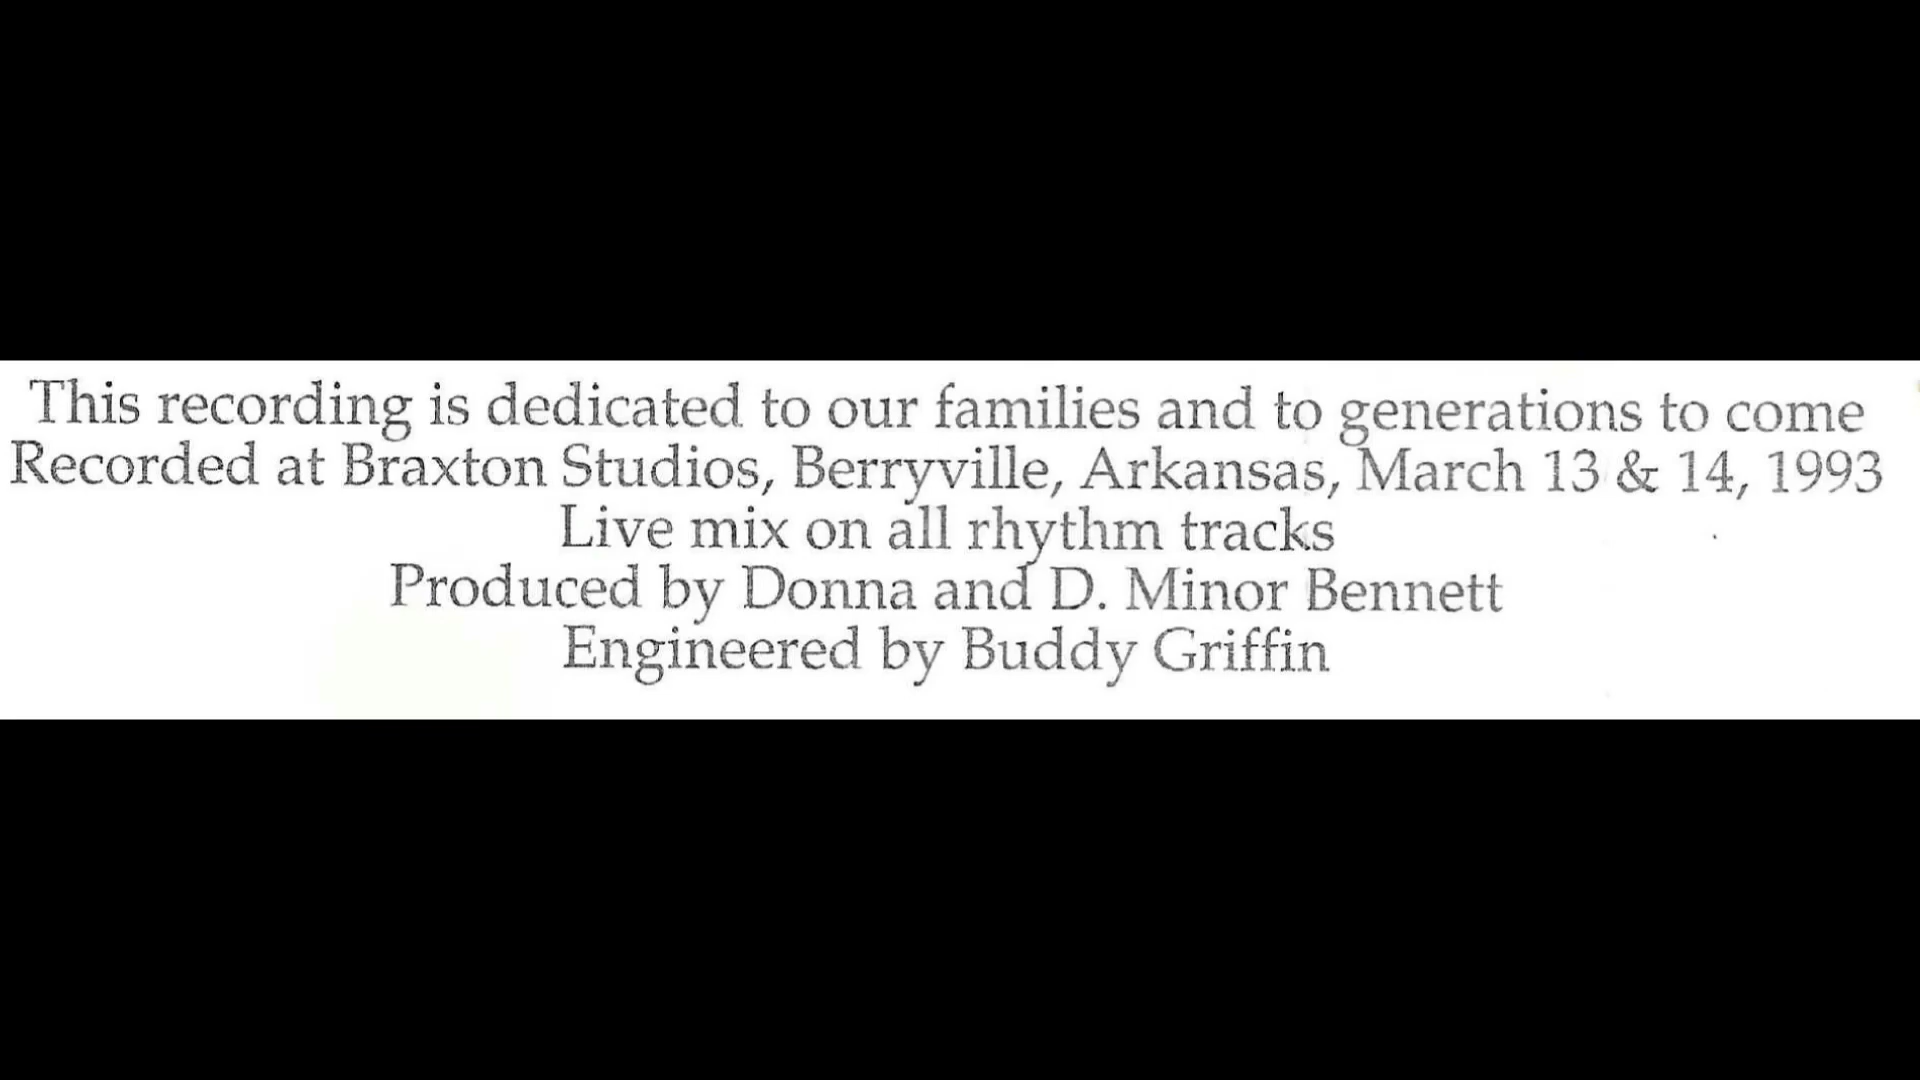 This recording is dedicated to our families and to generations to come
Recorded at Braxton Studios, Berryville, Arkansas, March 13 & 14, 1993
Live mix on all rhythm tracks
Produced by Donna and D. Minor Bennett
Engineered by Buddy Griffin